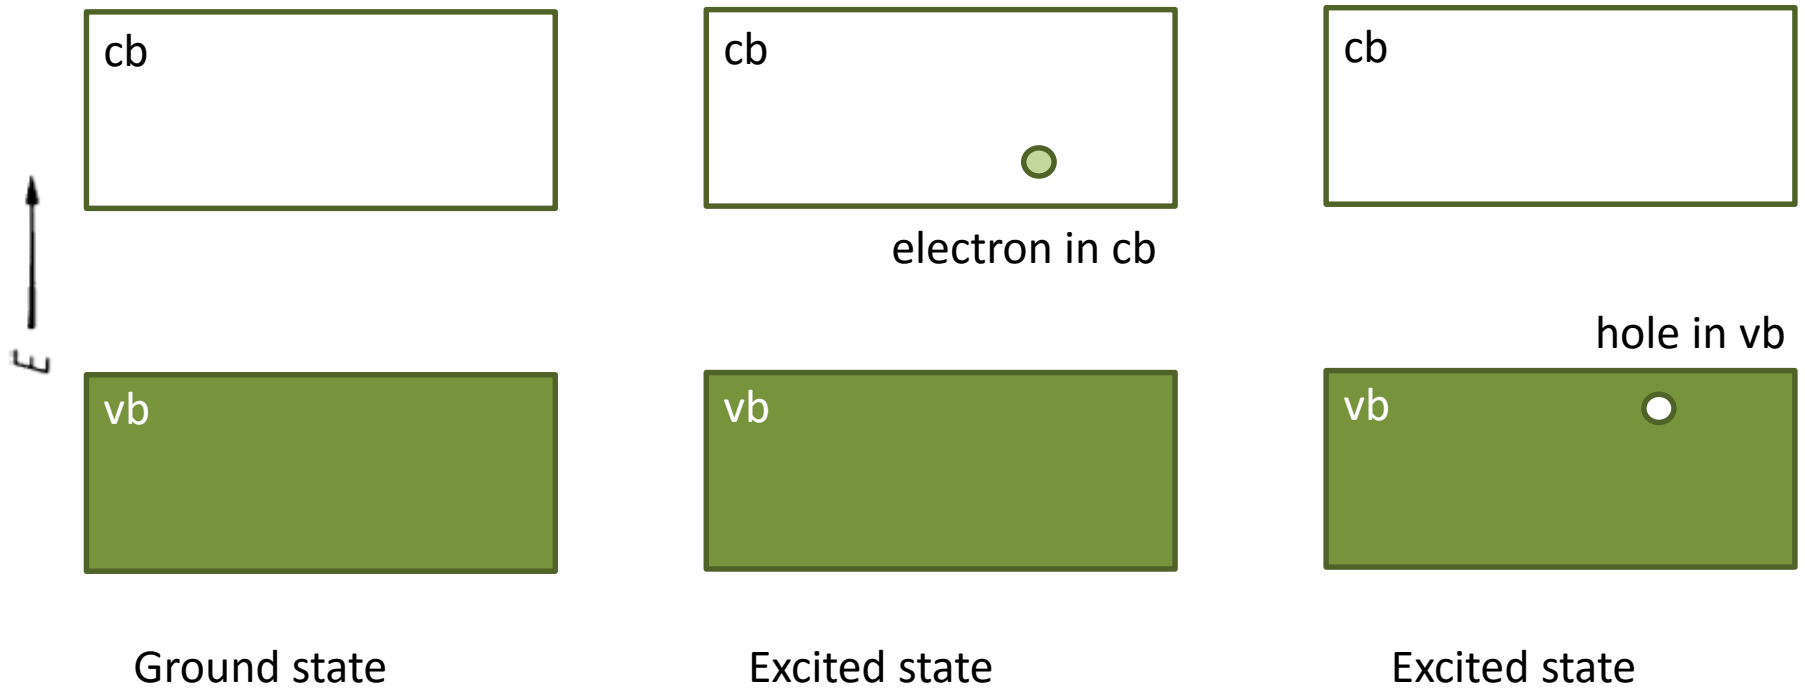 cb
cb
cb
electron in cb
E
hole in vb
vb
vb
vb
Ground state
Excited state
Excited state